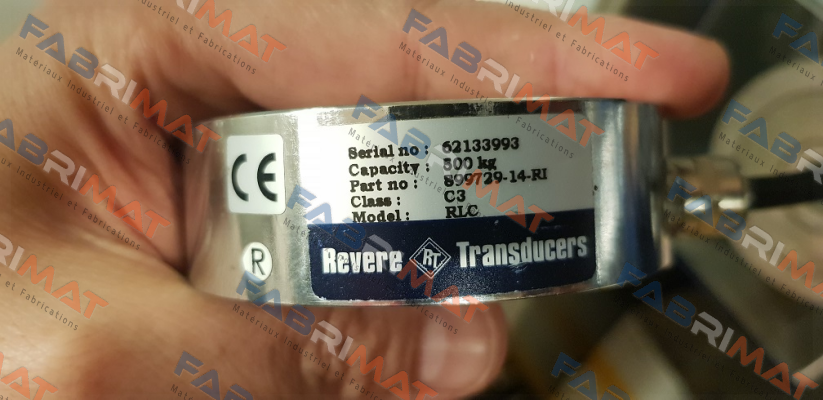 CE
R
Serial no : 62133993
Capacity : 500 kg
Part no : 899729-14-RI
Class : C3
Model : RLC
Revere RT Transducers
FABRIMAT
Materiaux Industriel et Fabrications